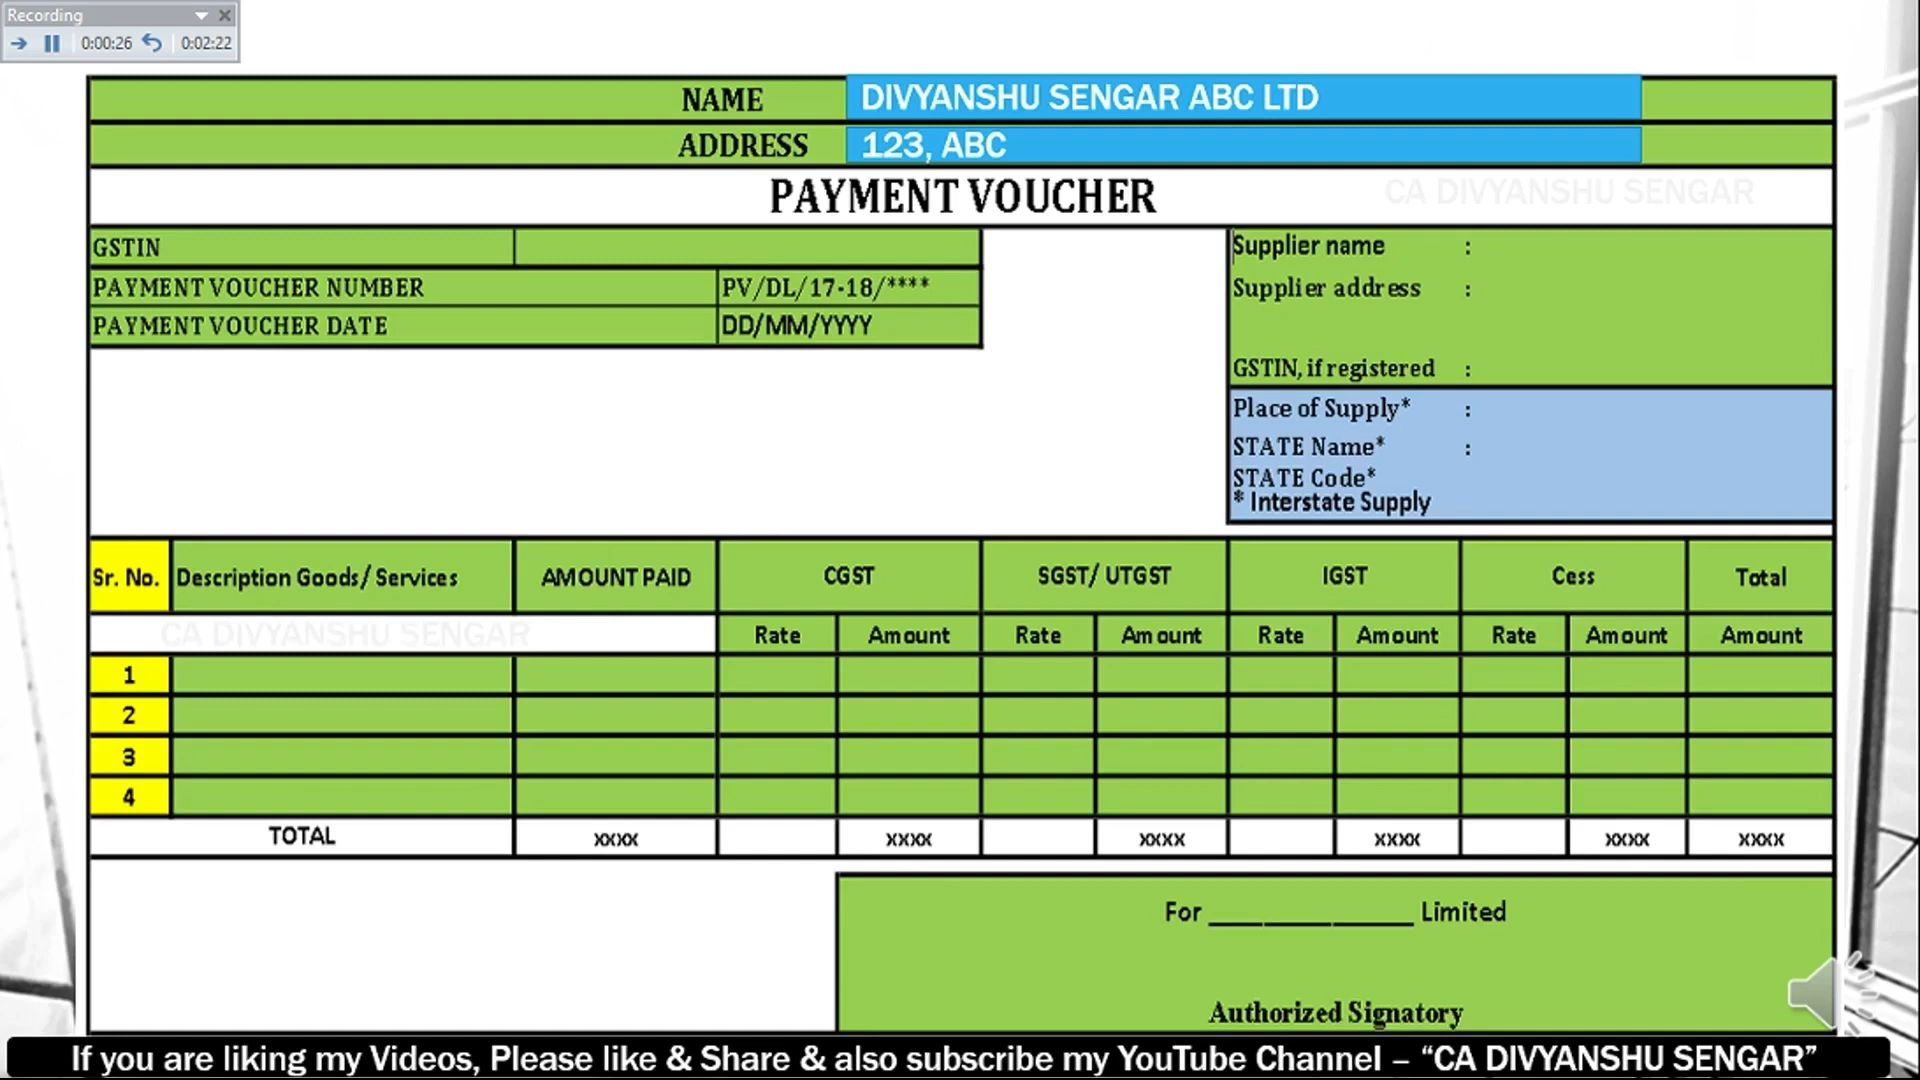 Recording
0:00:26 0:02:22
NAME DIVYANSHU SENGAR ABC LTD
ADDRESS 123, ABC
PAYMENT VOUCHER CA DIVYANSHU SENGAR
GSTIN
PAYMENT VOUCHER NUMBER PV/DL/17-18/****
PAYMENT VOUCHER DATE DD/MM/YYYY
Supplier name :
Supplier address :
GSTIN, if registered :
Place of Supply* :
STATE Name* :
STATE Code*
* Interstate Supply
Sr. No. Description Goods/ Services AMOUNT PAID CGST SGST/ UTGST IGST Cess Total
CA DIVYANSHU SENGAR Rate Amount Rate Amount Rate Amount Rate Amount Amount
1
2
3
4
TOTAL xxxx xxxx xxxx xxxx xxxx xxxx
For _______________ Limited
Authorized Signatory
If you are liking my Videos, Please like & Share & also subscribe my YouTube Channel – “CA DIVYANSHU SENGAR”